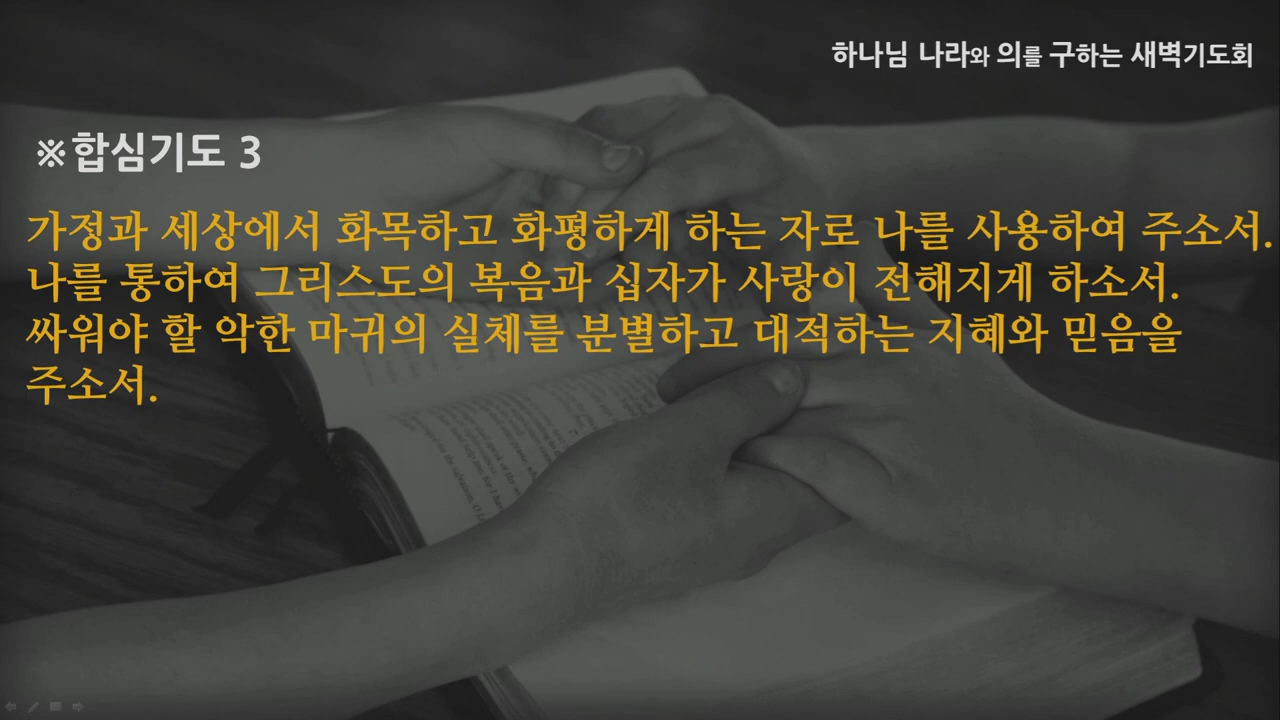 하나님 나라와 의를 구하는 새벽기도회
※합심기도 3
가정과 세상에서 화목하고 화평하게 하는 자로 나를 사용하여 주소서.
나를 통하여 그리스도의 복음과 십자가 사랑이 전해지게 하소서.
싸워야 할 악한 마귀의 실체를 분별하고 대적하는 지혜와 믿음을
주소서.